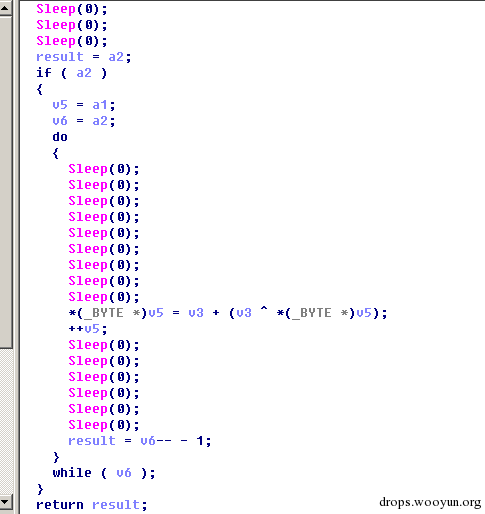 Sleep(0);
Sleep(0);
Sleep(0);
result = a2;
if ( a2 )
{
v5 = a1;
v6 = a2;
do
{
Sleep(0);
Sleep(0);
Sleep(0);
Sleep(0);
Sleep(0);
Sleep(0);
Sleep(0);
Sleep(0);
Sleep(0);
*(_BYTE *)v5 = v3 + (v3 ^ *(_BYTE *)v5);
++v5;
Sleep(0);
Sleep(0);
Sleep(0);
Sleep(0);
Sleep(0);
Sleep(0);
result = v6-- - 1;
}
while ( v6 );
}
return result;
drops.wooyun.org